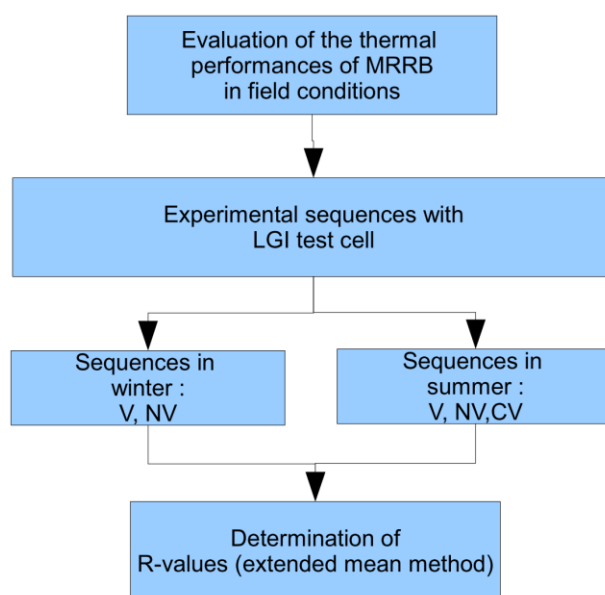 Evaluation of the thermal
performances of MRRB
in field conditions
Experimental sequences with
LGI test cell
Sequences in
winter :
V, NV
Sequences in
summer :
V, NV,CV
Determination of
R-values (extended mean method)